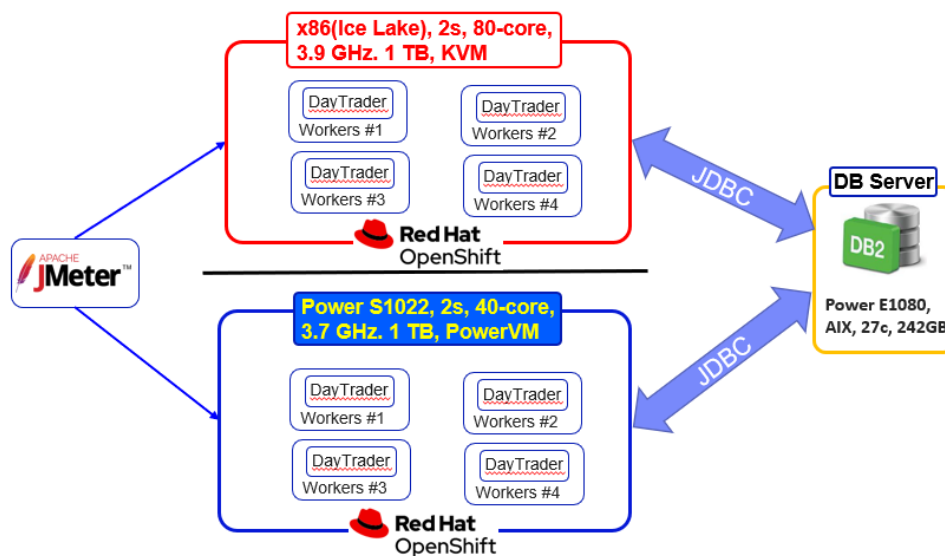 x86(Ice Lake), 2s, 80-core,
3.9 GHz. 1 TB, KVM
DayTrader
Workers #1
DayTrader
Workers #2
DayTrader
Workers #3
DayTrader
Workers #4
Red Hat
OpenShift
JDBC
DB Server
DB2
Power E1080,
AIX, 27c, 242GB
APACHE
JMeter™
Power S1022, 2s, 40-core,
3.7 GHz. 1 TB, PowerVM
DayTrader
Workers #1
DayTrader
Workers #2
DayTrader
Workers #3
DayTrader
Workers #4
Red Hat
OpenShift
JDBC